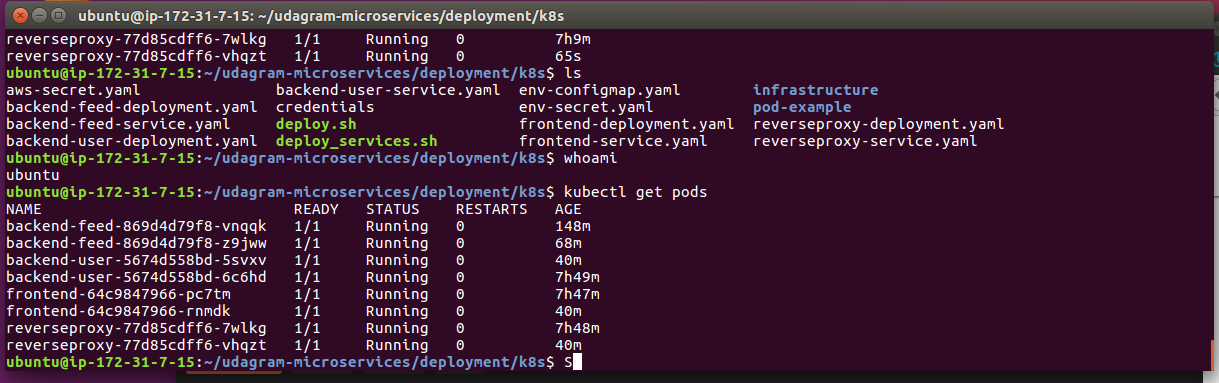 ubuntu@ip-172-31-7-15: ~/udagram-microservices/deployment/k8s
reverseproxy-77d85cdff6-7wlkg   1/1     Running   0          7h9m
reverseproxy-77d85cdff6-vhqzt   1/1     Running   0          65s
ubuntu@ip-172-31-7-15:~/udagram-microservices/deployment/k8s$ ls
aws-secret.yaml               backend-user-service.yaml  env-configmap.yaml        infrastructure
backend-feed-deployment.yaml  credentials                env-secret.yaml           pod-example
backend-feed-service.yaml     deploy.sh                  frontend-deployment.yaml  reverseproxy-deployment.yaml
backend-user-deployment.yaml  deploy_services.sh         frontend-service.yaml     reverseproxy-service.yaml
ubuntu@ip-172-31-7-15:~/udagram-microservices/deployment/k8s$ whoami
ubuntu
ubuntu@ip-172-31-7-15:~/udagram-microservices/deployment/k8s$ kubectl get pods
NAME                            READY   STATUS    RESTARTS   AGE
backend-feed-869d4d79f8-vnqqk   1/1     Running   0          148m
backend-feed-869d4d79f8-z9jww   1/1     Running   0          68m
backend-user-5674d558bd-5svxv   1/1     Running   0          40m
backend-user-5674d558bd-6c6hd   1/1     Running   0          7h49m
frontend-64c9847966-pc7tm       1/1     Running   0          7h47m
frontend-64c9847966-rnmdk       1/1     Running   0          40m
reverseproxy-77d85cdff6-7wlkg   1/1     Running   0          7h48m
reverseproxy-77d85cdff6-vhqzt   1/1     Running   0          40m
ubuntu@ip-172-31-7-15:~/udagram-microservices/deployment/k8s$ S